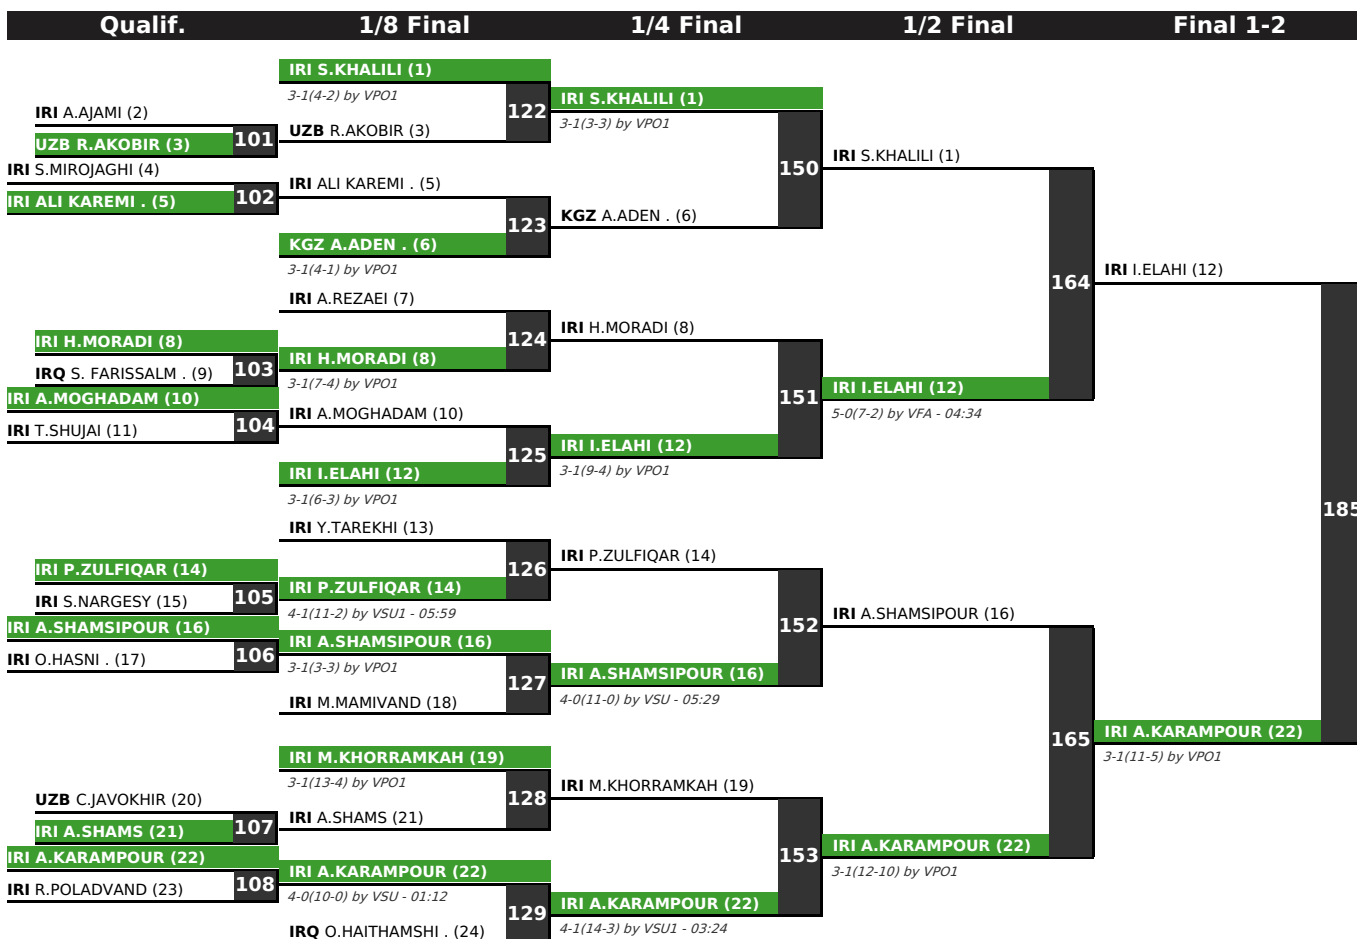 Qualif.
1/8 Final
1/4 Final
1/2 Final
Final 1-2
IRI A.AJAMI (2)
UZB R.AKOBIR (3)
101
IRI S.MIROJAGHI (4)
IRI ALI KAREMI . (5)
102
IRI H.MORADI (8)
IRQ S. FARISSALM . (9)
103
IRI A.MOGHADAM (10)
IRI T.SHUJAI (11)
104
IRI P.ZULFIQAR (14)
IRI S.NARGESY (15)
105
IRI A.SHAMSIPOUR (16)
IRI O.HASNI . (17)
106
UZB C.JAVOKHIR (20)
IRI A.SHAMS (21)
107
IRI A.KARAMPOUR (22)
IRI R.POLADVAND (23)
108
IRI S.KHALILI (1)
3-1(4-2) by VPO1
UZB R.AKOBIR (3)
122
IRI ALI KAREMI . (5)
KGZ A.ADEN . (6)
3-1(4-1) by VPO1
123
IRI A.REZAEI (7)
IRI H.MORADI (8)
3-1(7-4) by VPO1
124
IRI A.MOGHADAM (10)
IRI I.ELAHI (12)
3-1(6-3) by VPO1
125
IRI Y.TAREKHI (13)
IRI P.ZULFIQAR (14)
4-1(11-2) by VSU1 - 05:59
126
IRI A.SHAMSIPOUR (16)
3-1(3-3) by VPO1
IRI M.MAMIVAND (18)
127
IRI M.KHORRAMKAH (19)
3-1(13-4) by VPO1
IRI A.SHAMS (21)
128
IRI A.KARAMPOUR (22)
4-0(10-0) by VSU - 01:12
IRQ O.HAITHAMSHI . (24)
129
IRI S.KHALILI (1)
3-1(3-3) by VPO1
KGZ A.ADEN . (6)
150
IRI H.MORADI (8)
IRI I.ELAHI (12)
3-1(9-4) by VPO1
151
IRI P.ZULFIQAR (14)
IRI A.SHAMSIPOUR (16)
4-0(11-0) by VSU - 05:29
152
IRI M.KHORRAMKAH (19)
IRI A.KARAMPOUR (22)
4-1(14-3) by VSU1 - 03:24
153
IRI S.KHALILI (1)
IRI I.ELAHI (12)
5-0(7-2) by VFA - 04:34
164
IRI A.SHAMSIPOUR (16)
IRI A.KARAMPOUR (22)
3-1(12-10) by VPO1
165
IRI I.ELAHI (12)
IRI A.KARAMPOUR (22)
3-1(11-5) by VPO1
185